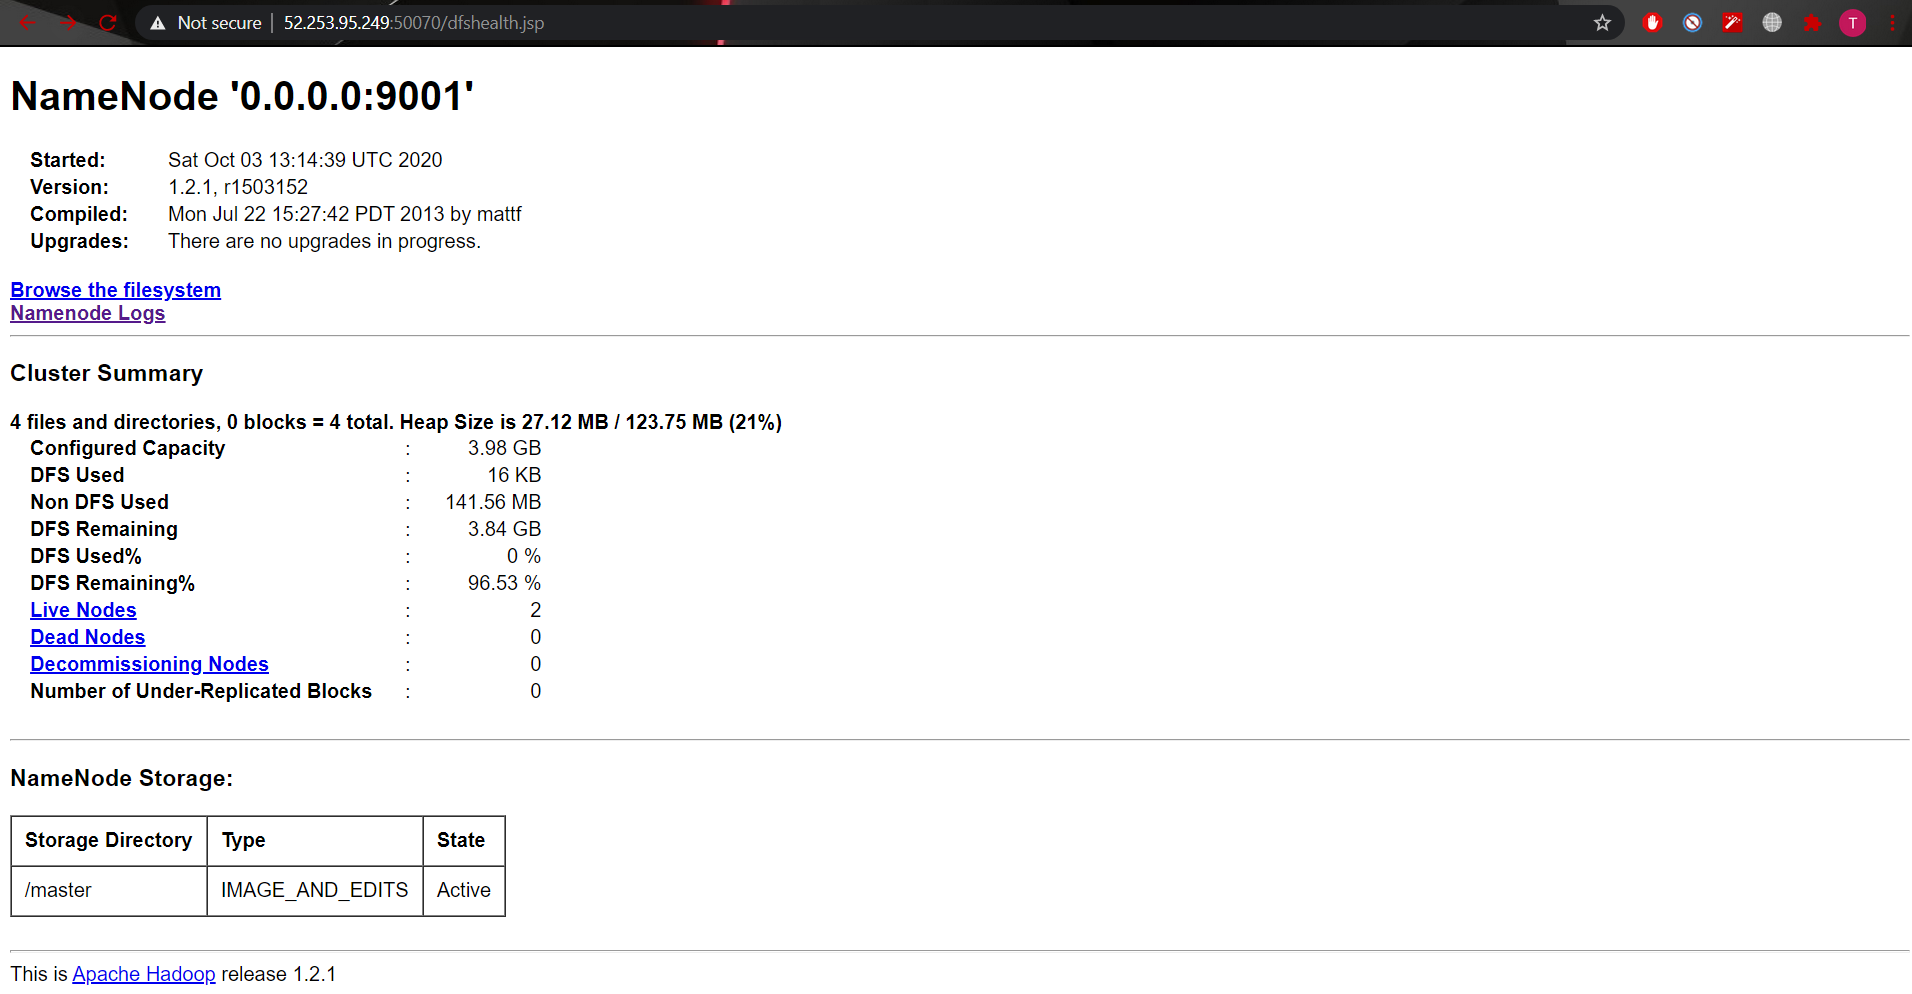 Not secure 52.253.95.249:50070/dfshealth.jsp T
NameNode '0.0.0.0:9001'
Started: Sat Oct 03 13:14:39 UTC 2020
Version: 1.2.1, r1503152
Compiled: Mon Jul 22 15:27:42 PDT 2013 by mattf
Upgrades: There are no upgrades in progress.
Browse the filesystem
Namenode Logs
Cluster Summary
4 files and directories, 0 blocks = 4 total. Heap Size is 27.12 MB / 123.75 MB (21%)
Configured Capacity : 3.98 GB
DFS Used : 16 KB
Non DFS Used : 141.56 MB
DFS Remaining : 3.84 GB
DFS Used% : 0 %
DFS Remaining% : 96.53 %
Live Nodes : 2
Dead Nodes : 0
Decommissioning Nodes : 0
Number of Under-Replicated Blocks : 0
NameNode Storage:
Storage Directory Type State
/master IMAGE_AND_EDITS Active
This is Apache Hadoop release 1.2.1